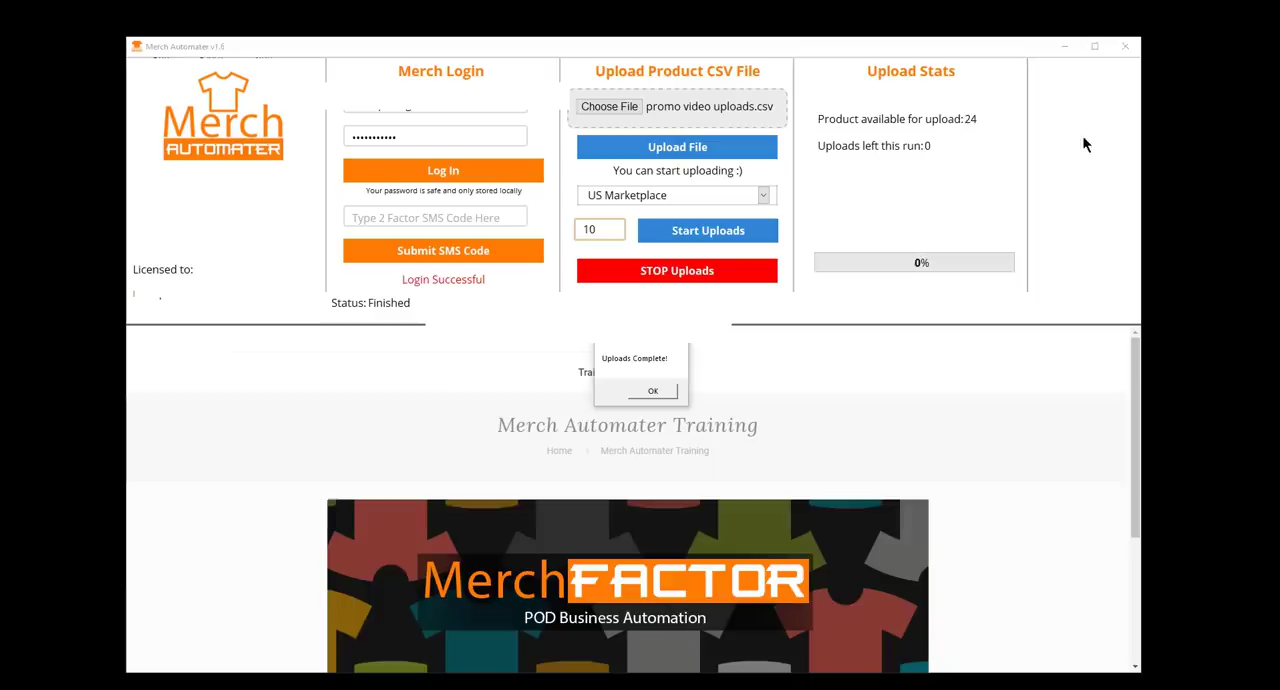 Merch Automater v1.6
Merch
AUTOMATER
Licensed to:
Merch Login
•••••••••••
Log In
Your password is safe and only stored locally
Type 2 Factor SMS Code Here
Submit SMS Code
Login Successful
Status: Finished
Upload Product CSV File
Choose File promo video uploads.csv
Upload File
You can start uploading :)
US Marketplace
10 Start Uploads
STOP Uploads
Upload Stats
Product available for upload: 24
Uploads left this run: 0
0%
Uploads Complete!
OK
Merch Automater Training
Home Merch Automater Training
MerchFACTOR
POD Business Automation